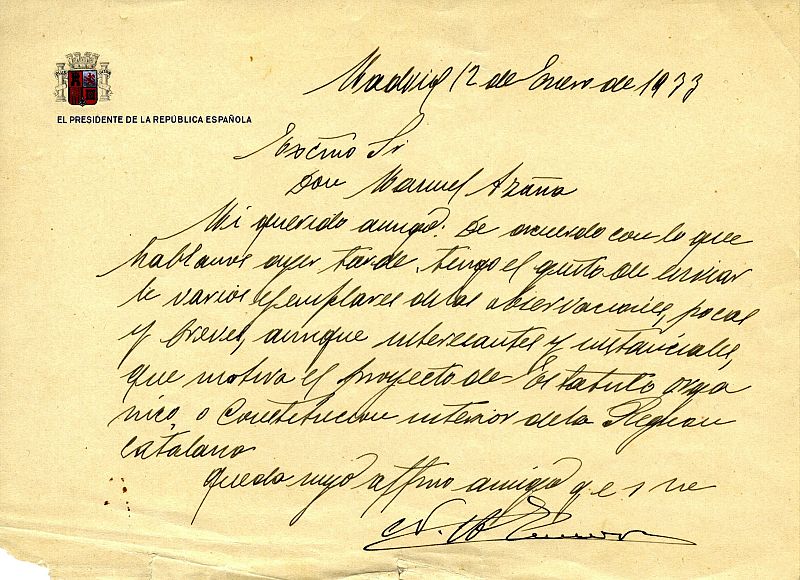 EL PRESIDENTE DE LA REPÚBLICA ESPAÑOLA
Madrid 12 de Enero de 1933
Excmo Sr
Don Manuel Azaña
Mi querido amigo: De acuerdo con lo que
hablamos ayer tarde, tengo el gusto de enviar
le varios ejemplares de las observaciones, pocas
y breves, aunque interesantes y sustanciales,
que motiva el proyecto de Estatuto orgá
nico, o Constitucion interior de la Region
catalana
Queda suyo affmo amigo q e s m